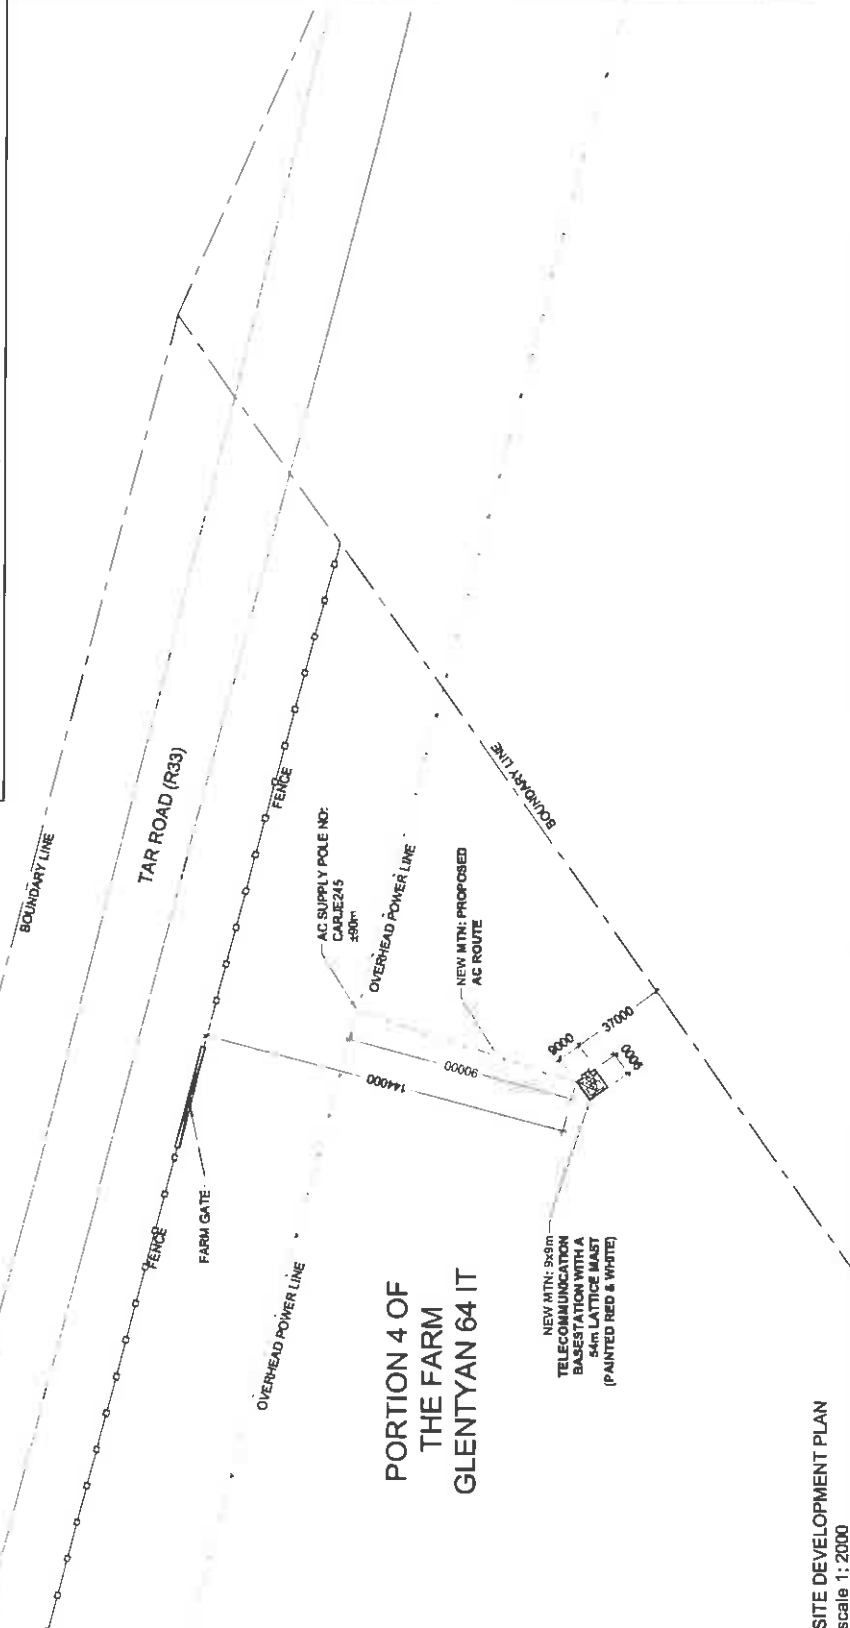 BOUNDARY LINE
TAR ROAD (R33)
FENCE
AC SUPPLY POLE NO:
CARJE245
±90m
OVERHEAD POWER LINE
NEW MTN: PROPOSED
AC ROUTE
BOUNDARY LINE
9000
37000
9000
90000
144000
FARM GATE
FENCE
OVERHEAD POWER LINE
PORTION 4 OF
THE FARM
GLENTYAN 64 IT
NEW MTN: 9x9m
TELECOMMUNICATION
BASESTATION WITH A
54m LATTICE MAST
(PAINTED RED & WHITE)
SITE DEVELOPMENT PLAN
scale 1: 2000